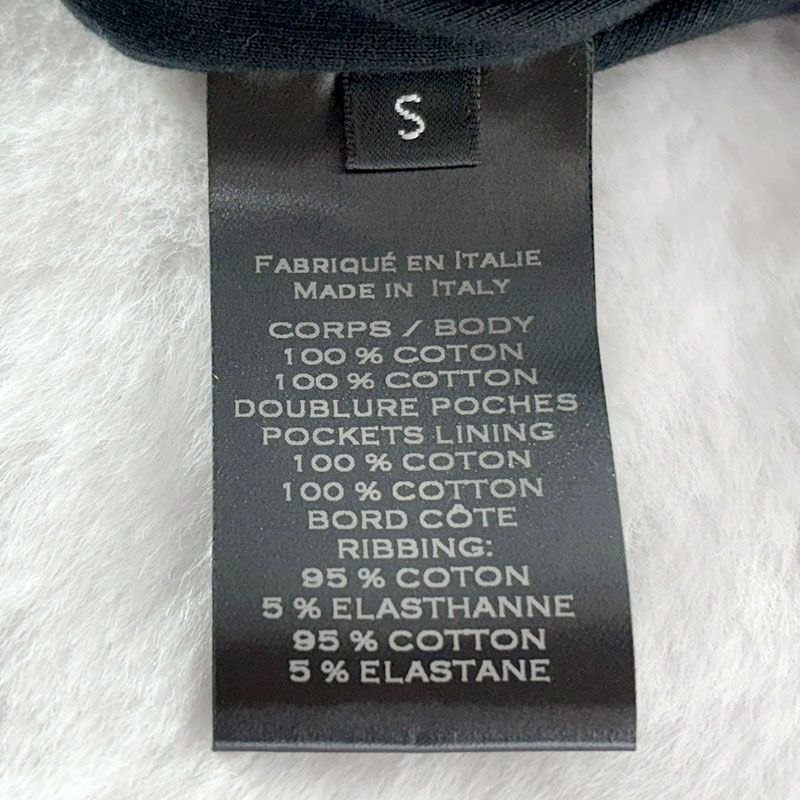 S
FABRIQUÉ EN ITALIE
MADE IN ITALY
CORPS / BODY
100 % COTON
100 % COTTON
DOUBLURE POCHES
POCKETS LINING
100 % COTON
100 % COTTON
BORD CÔTE
RIBBING:
95 % COTON
5 % ELASTHANNE
95 % COTTON
5 % ELASTANE